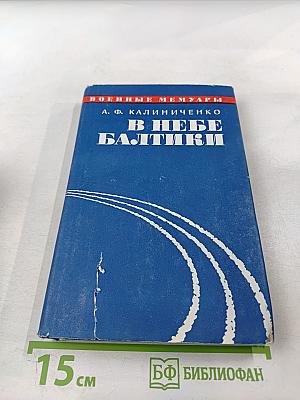 ВОЕННЫЕ МЕМУАРЫ
А. Ф. КАЛИНИЧЕНКО
В НЕБЕ
БАЛТИКИ
15 см
БФ БИБЛИОФАН